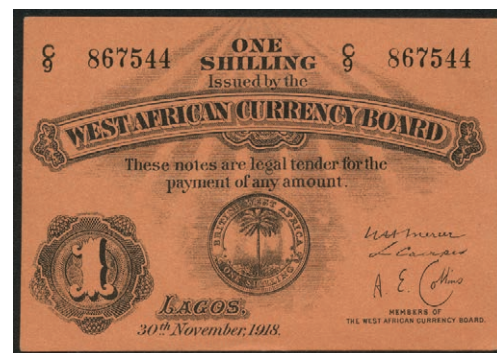 C/9 867544 ONE SHILLING C/9 867544
Issued by the
WEST AFRICAN CURRENCY BOARD
These notes are legal tender for the
payment of any amount.
BRITISH WEST AFRICA
ONE SHILLING
1
A. E. Collins
LAGOS.
30th November, 1918.
MEMBERS OF
THE WEST AFRICAN CURRENCY BOARD.